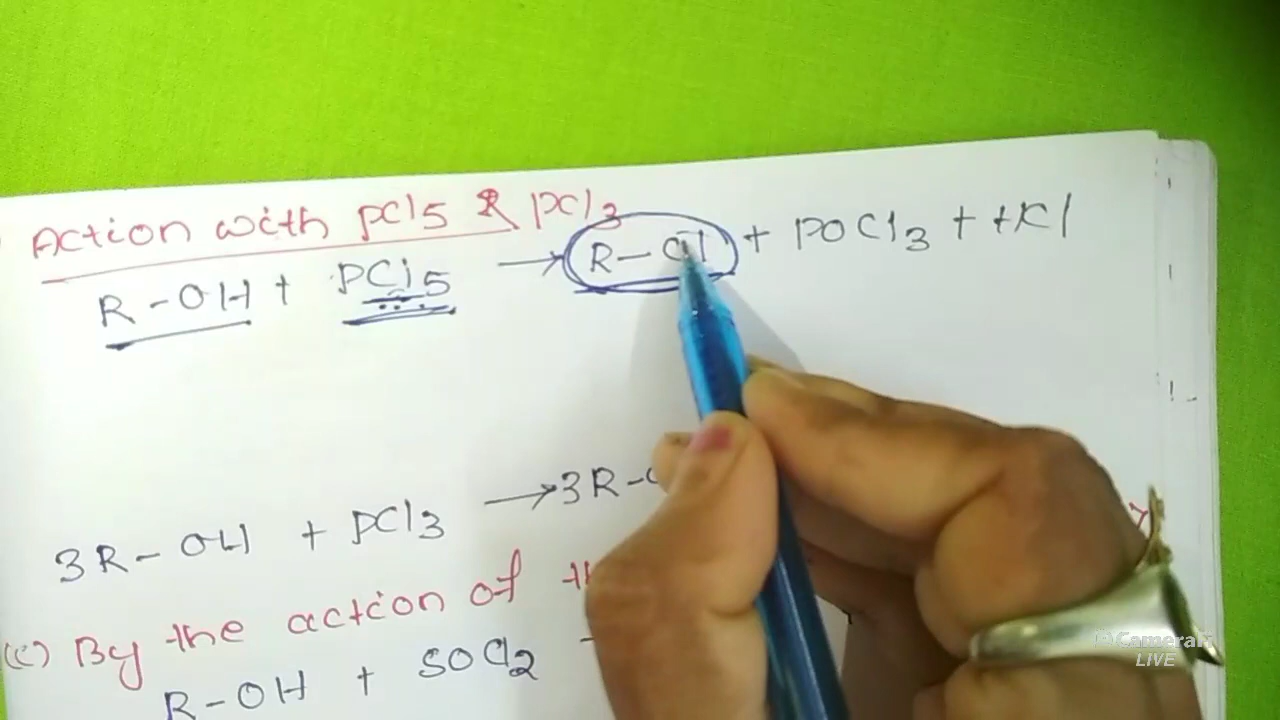 Action with PCl5 & PCl3
R-OH + PCl5 → R-Cl + POCl3 + HCl
3R-OH + PCl3 → 3R-
(C) By the action of
R-OH + SOCl2
CameraFi
LIVE